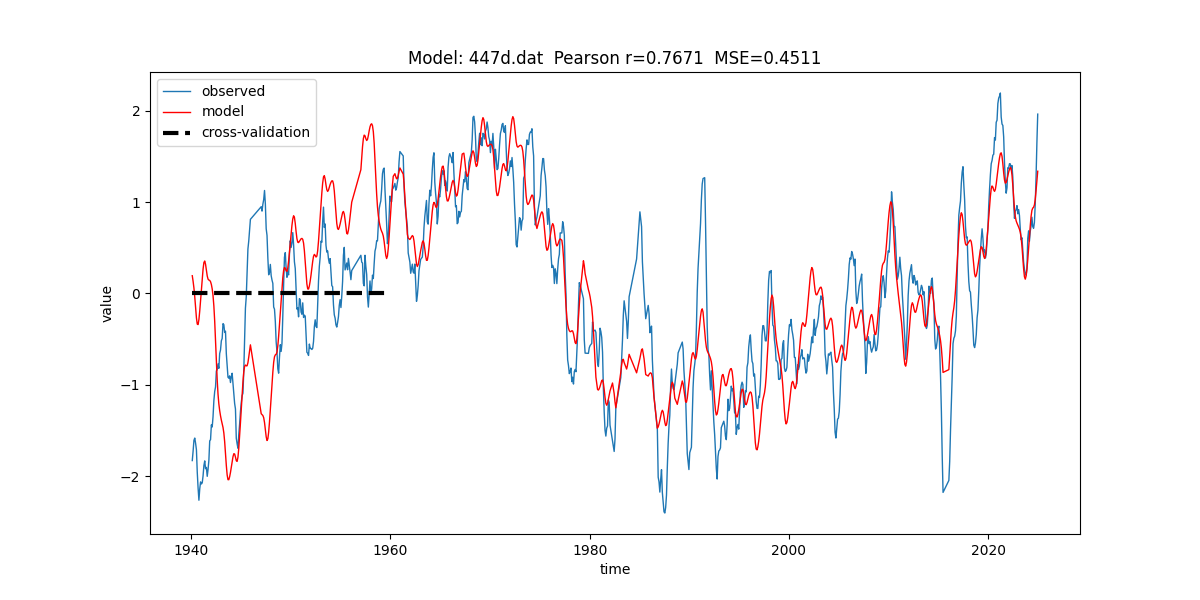 Model: 447d.dat  Pearson r=0.7671  MSE=0.4511
observed
model
cross-validation
value
2
1
0
−1
−2
1940
1960
1980
2000
2020
time